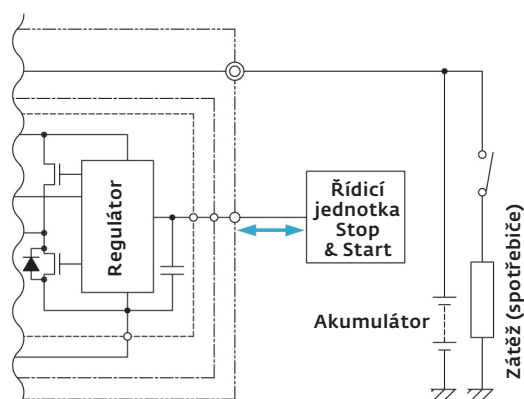 Regulátor
Řídicí
jednotka
Stop
& Start
Akumulátor
Zátěž (spotřebiče)